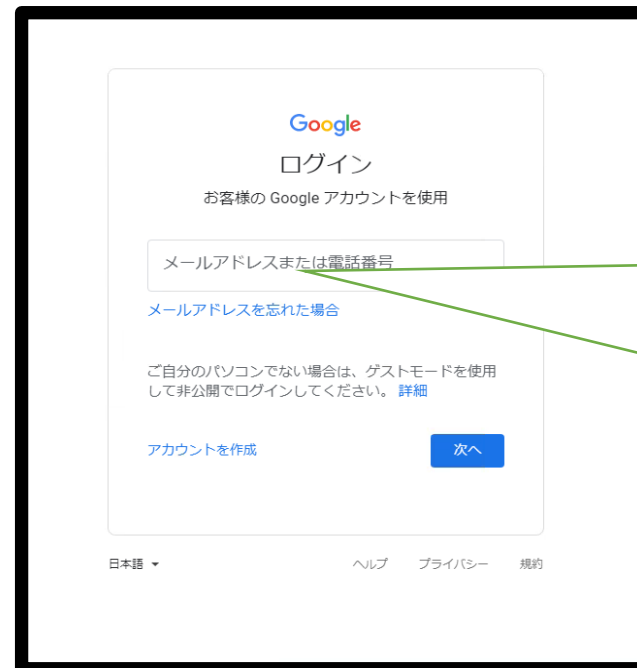 Google
ログイン
お客様の Google アカウントを使用
メールアドレスまたは電話番号
メールアドレスを忘れた場合
ご自分のパソコンでない場合は、ゲストモードを使用
して非公開でログインしてください。 詳細
アカウントを作成 次へ
日本語 ヘルプ プライバシー 規約